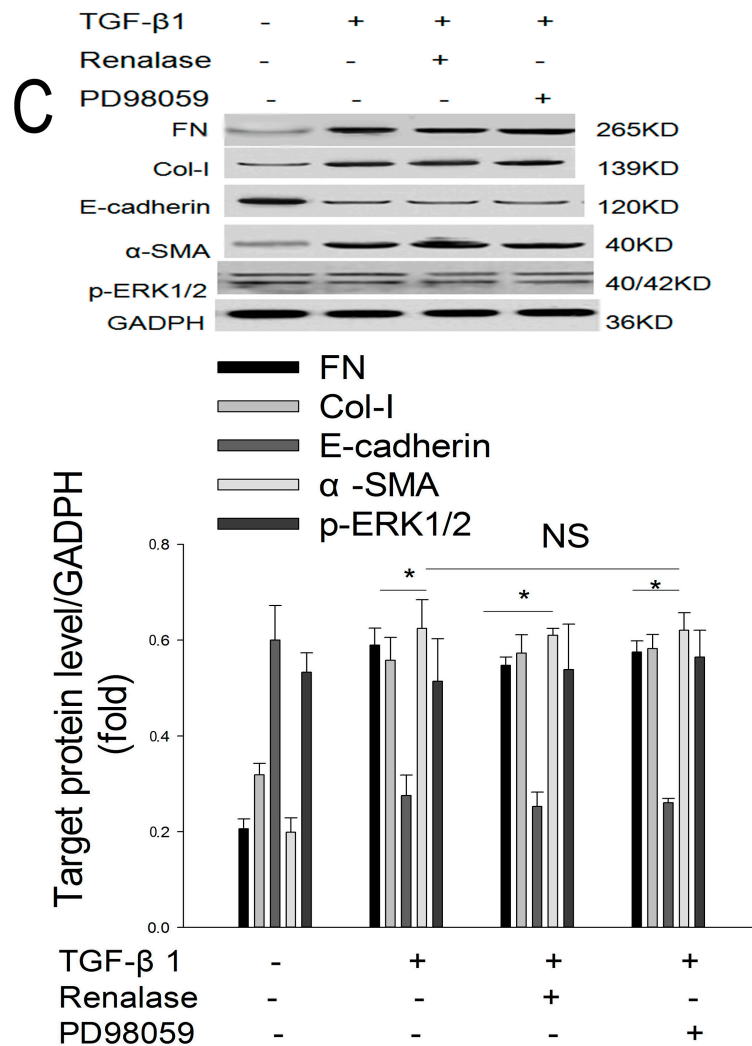 C
TGF-β1 - + + +
Renalase - - + -
PD98059 - - - +
FN 265KD
Col-I 139KD
E-cadherin 120KD
α-SMA 40KD
p-ERK1/2 40/42KD
GADPH 36KD
FN
Col-I
E-cadherin
α -SMA
p-ERK1/2
Target protein level/GADPH
(fold)
0.8
0.6
0.4
0.2
0.0
NS
* * *
TGF-β 1 - + + +
Renalase - - + -
PD98059 - - - +